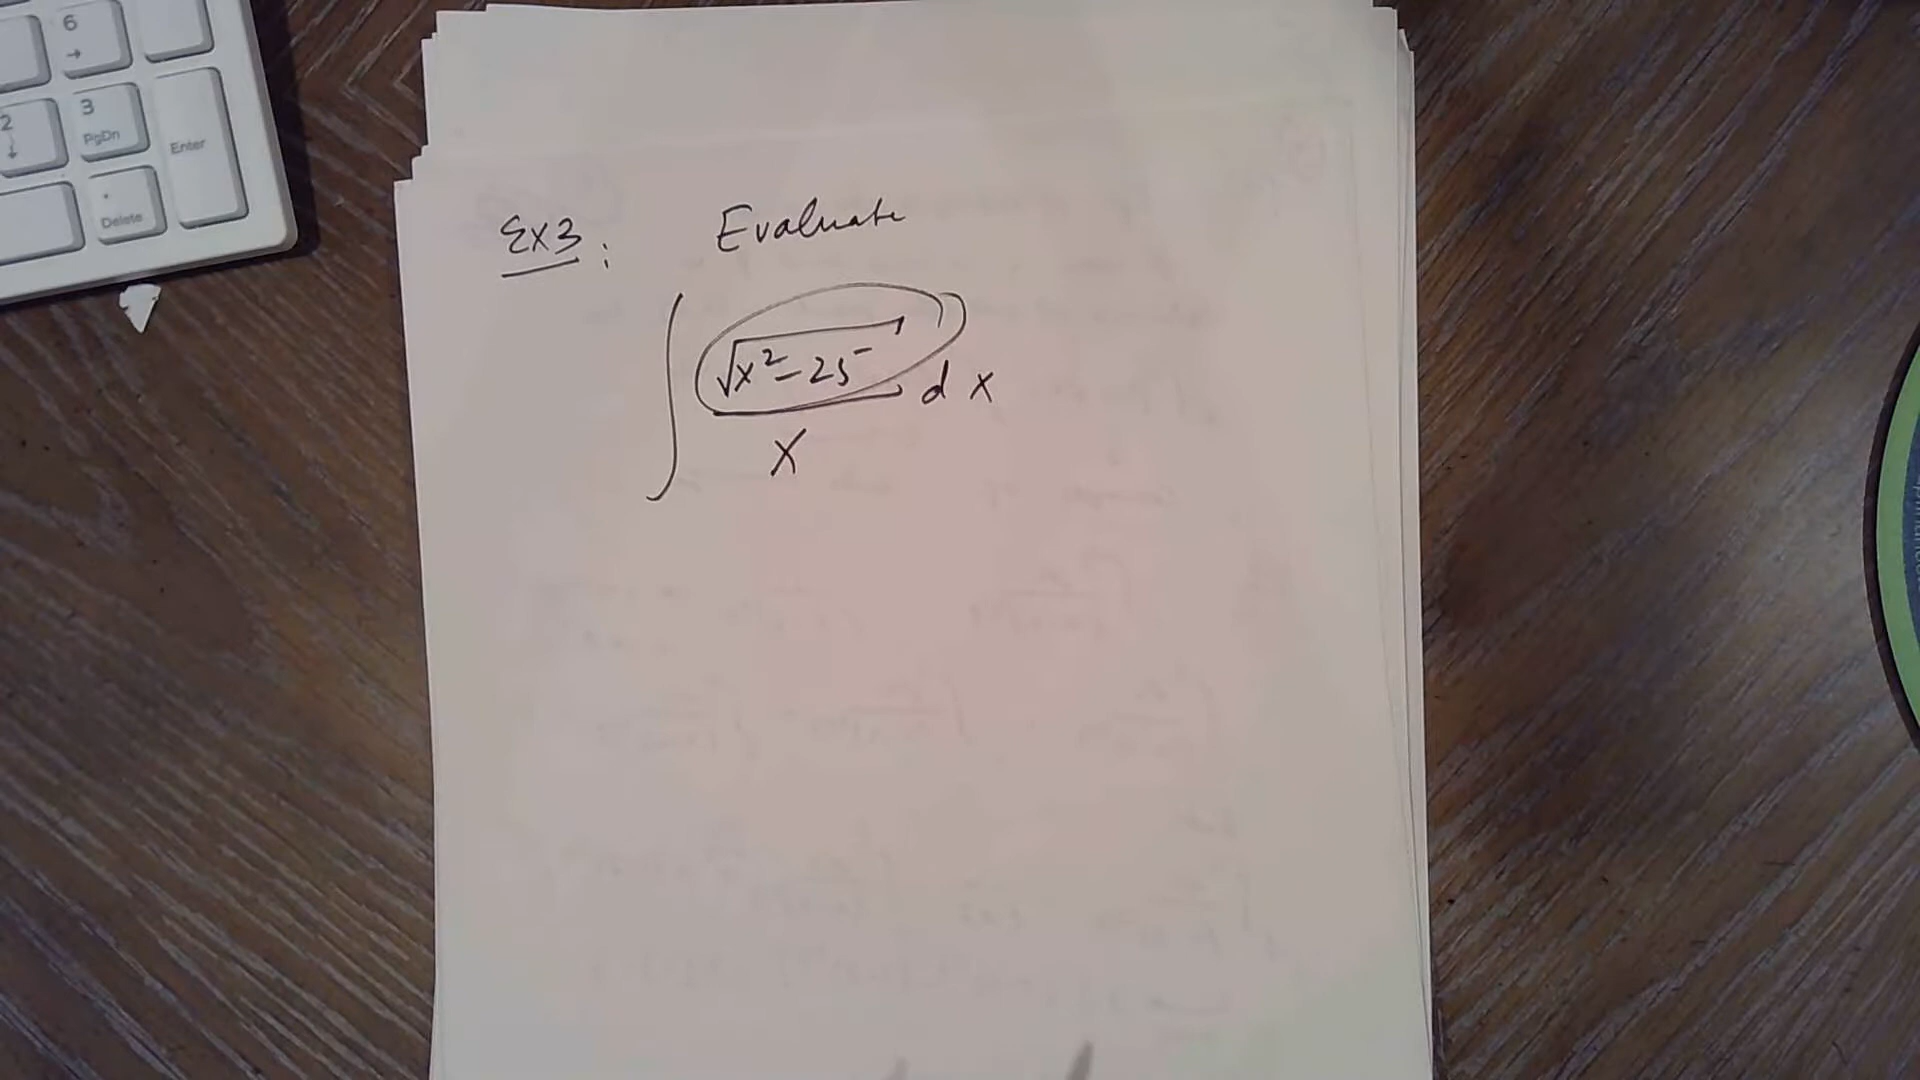 6
→
2
↓
3
PgDn
Enter
.
Delete
Ex3: Evaluate
∫ √(x²-25) / x dx